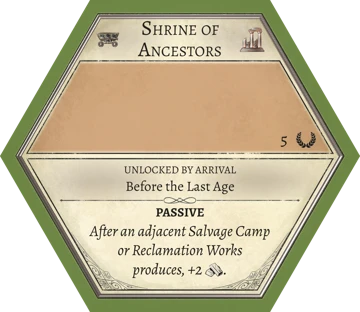 SHRINE OF
ANCESTORS
5
UNLOCKED BY ARRIVAL
Before the Last Age
PASSIVE
After an adjacent Salvage Camp
or Reclamation Works
produces, +2 .